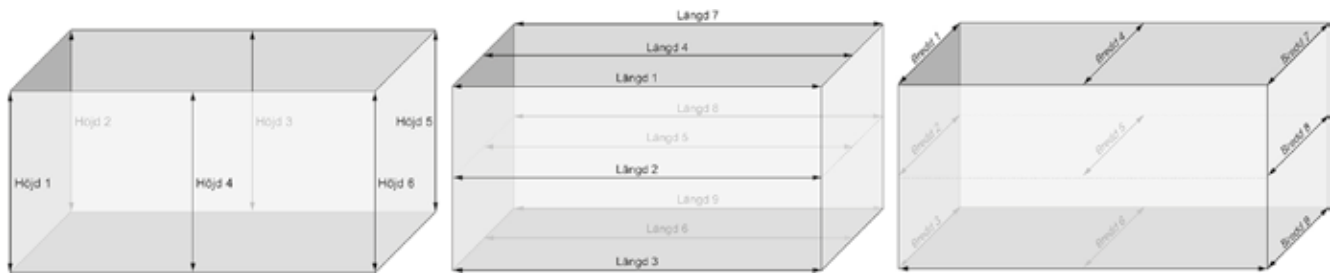 Höjd 2
Höjd 3
Höjd 5
Höjd 1
Höjd 4
Höjd 6
Längd 7
Längd 4
Längd 1
Längd 8
Längd 5
Längd 2
Längd 9
Längd 6
Längd 3
Bredd 1
Bredd 4
Bredd 7
Bredd 2
Bredd 5
Bredd 8
Bredd 3
Bredd 6
Bredd 8